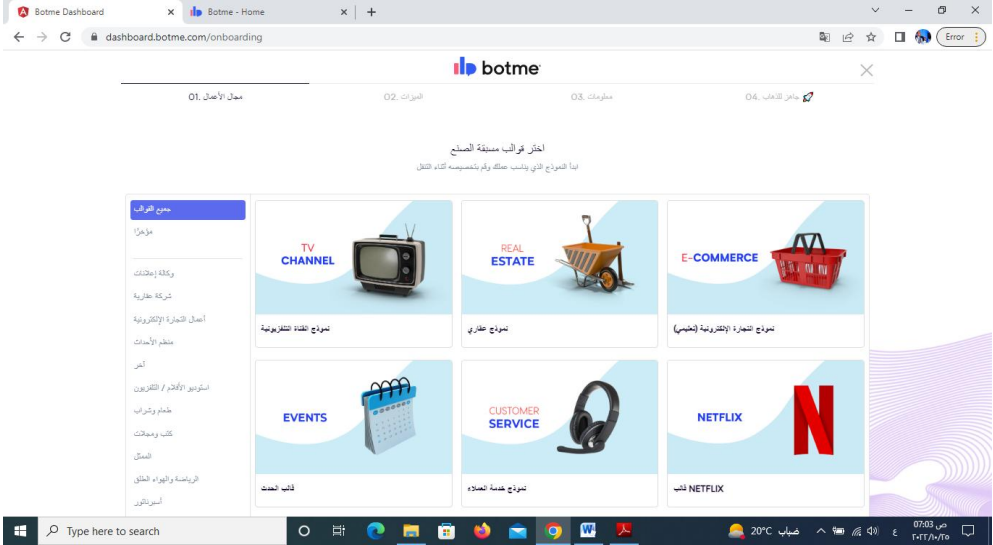 Botme Dashboard
Botme - Home
dashboard.botme.com/onboarding
Error
botme
مجال الأعمال .01
الميزات .02
معلومات .03
جاهز للذهاب .04
اختر قوالب مسبقة الصنع
ابدأ النموذج الذي يناسب عملك وقم بتخصيصه أثناء التنقل
جميع القوالب
مؤخرًا
وكالة إعلانات
شركة عقارية
أعمال التجارة الإلكترونية
منظم الأحداث
آخر
استوديو الأفلام / التلفزيون
طعام وشراب
كتب ومجلات
الممثل
الرياضة والهواء الطلق
TV
CHANNEL
نموذج القناة التلفزيونية
REAL
ESTATE
نموذج عقاري
E-COMMERCE
نموذج التجارة الإلكترونية (تعليمي)
EVENTS
قالب الحدث
CUSTOMER
SERVICE
نموذج خدمة العملاء
NETFLIX
قالب NETFLIX
Type here to search
20°C ضباب
ع
07:03 ص
٢٠٢٢/١٠/٢٥